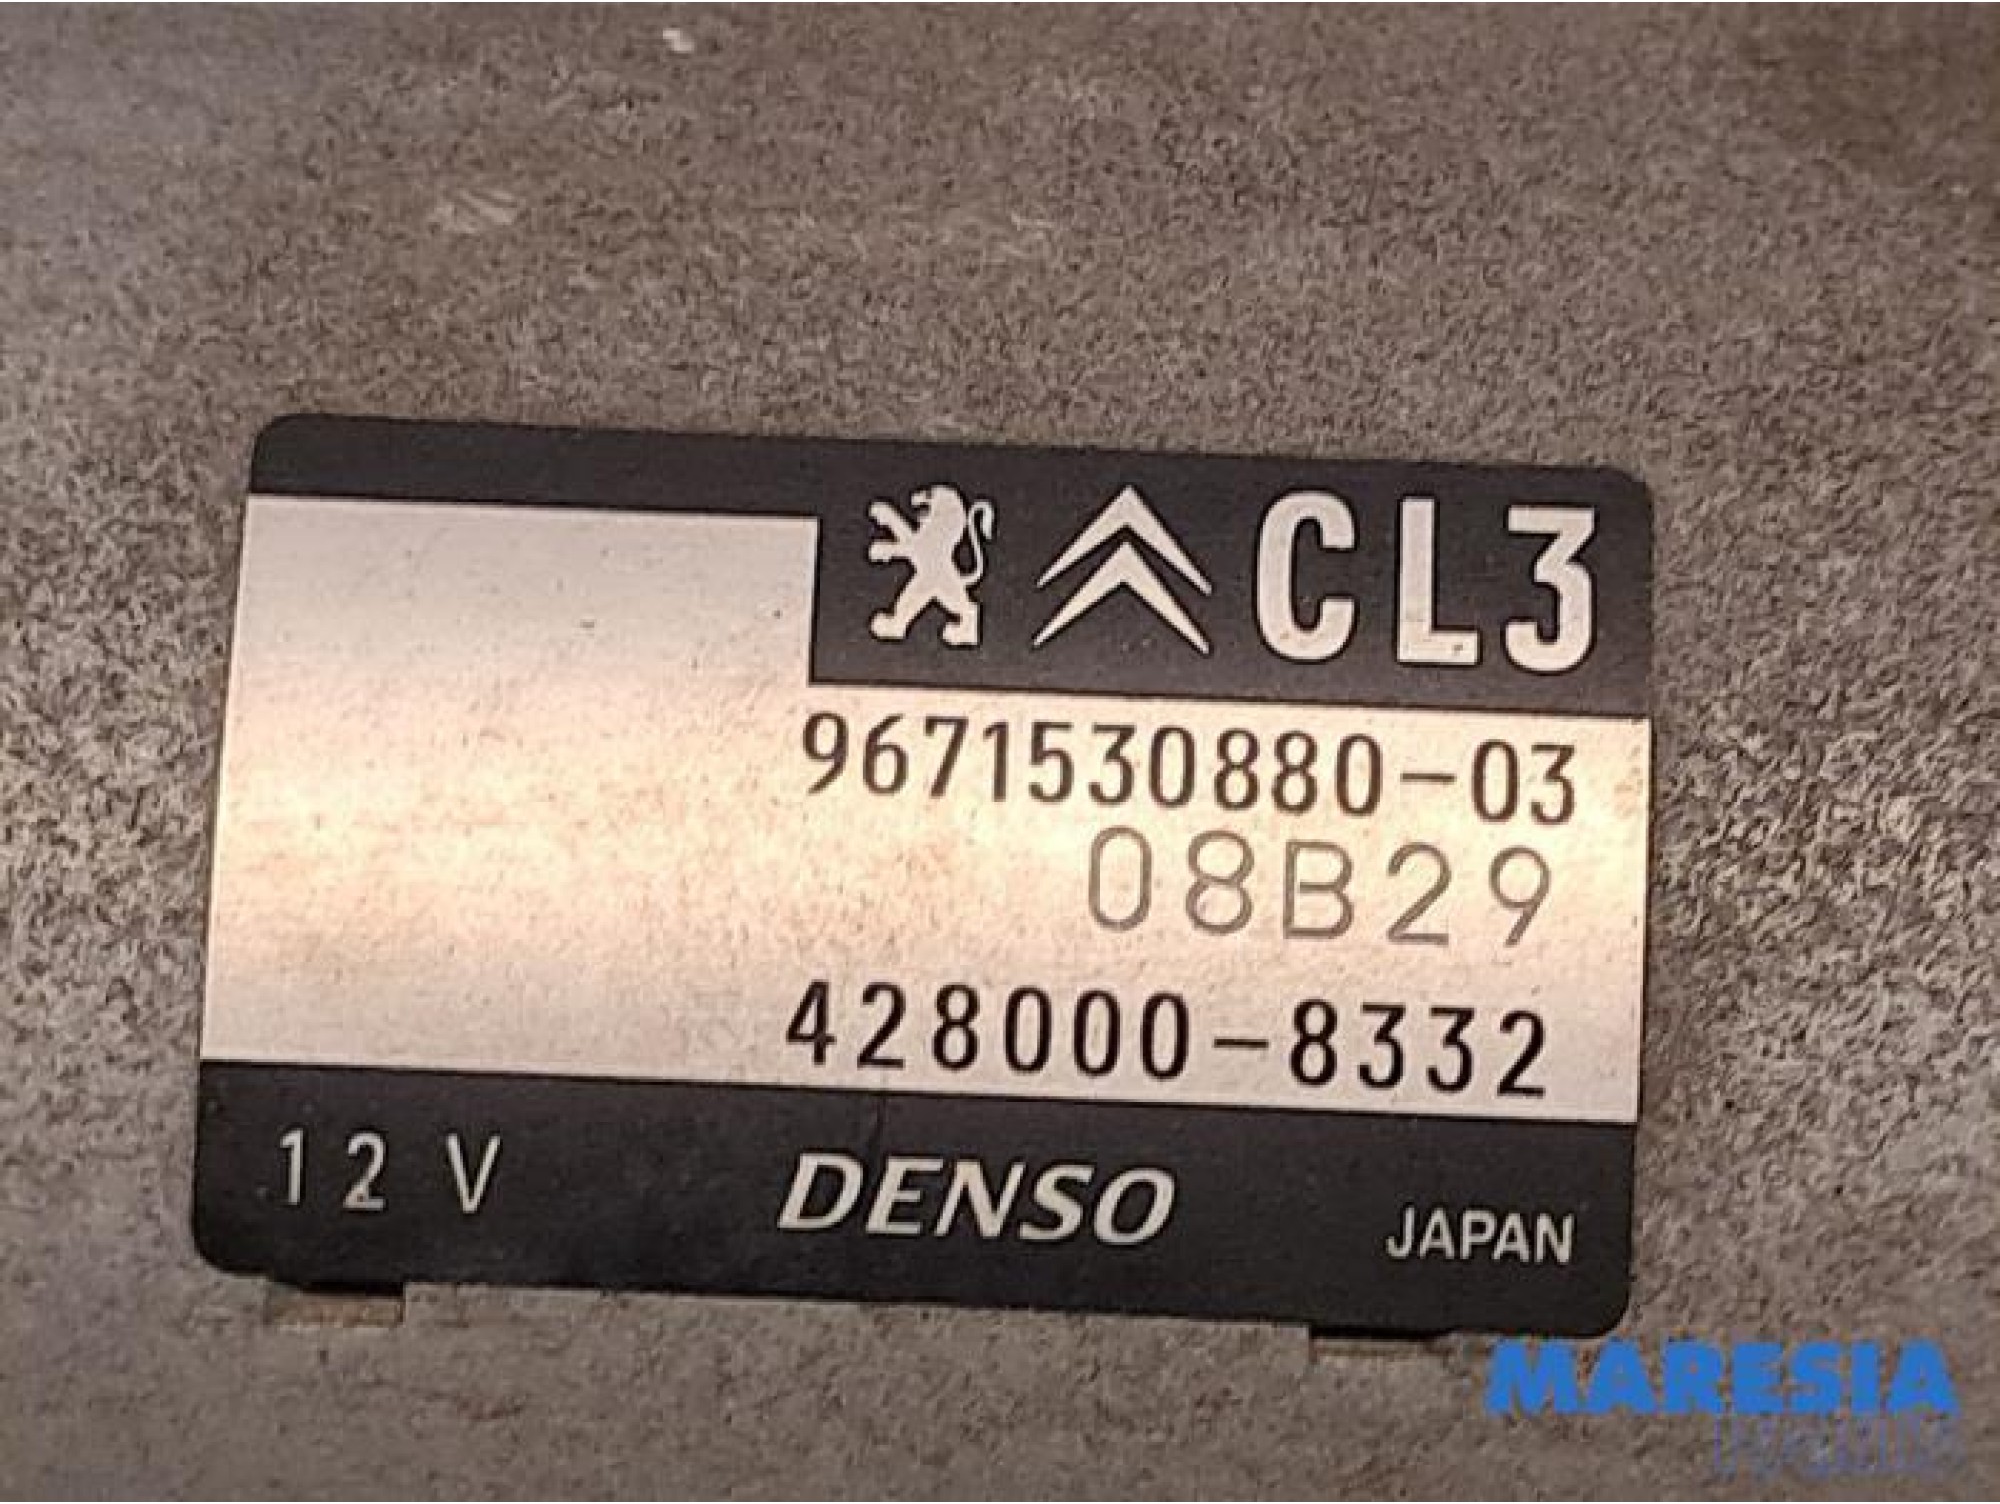 CL3
9671530880-03
08B29
428000-8332
12 V DENSO JAPAN
MARESIA